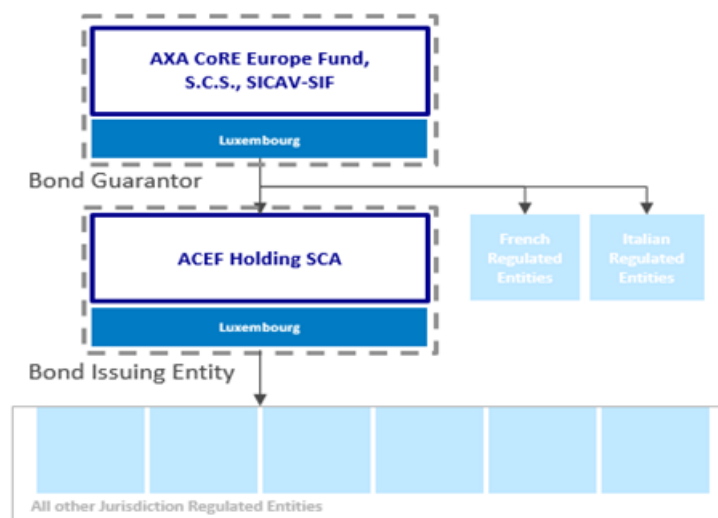 AXA CoRE Europe Fund,
S.C.S., SICAV-SIF
Luxembourg
Bond Guarantor
ACEF Holding SCA
Luxembourg
French
Regulated
Entities
Italian
Regulated
Entities
Bond Issuing Entity
All other Jurisdiction Regulated Entities